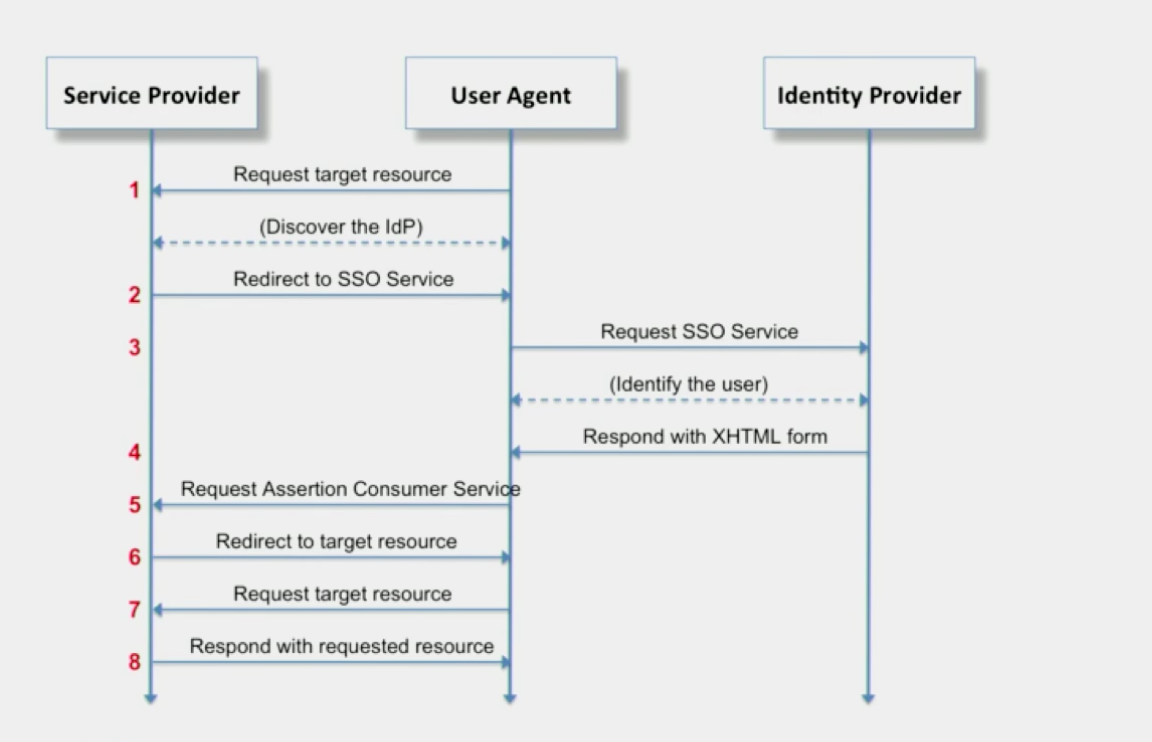 Service Provider
User Agent
Identity Provider
1
Request target resource
(Discover the IdP)
2
Redirect to SSO Service
3
Request SSO Service
(Identify the user)
4
Respond with XHTML form
5
Request Assertion Consumer Service
6
Redirect to target resource
7
Request target resource
8
Respond with requested resource